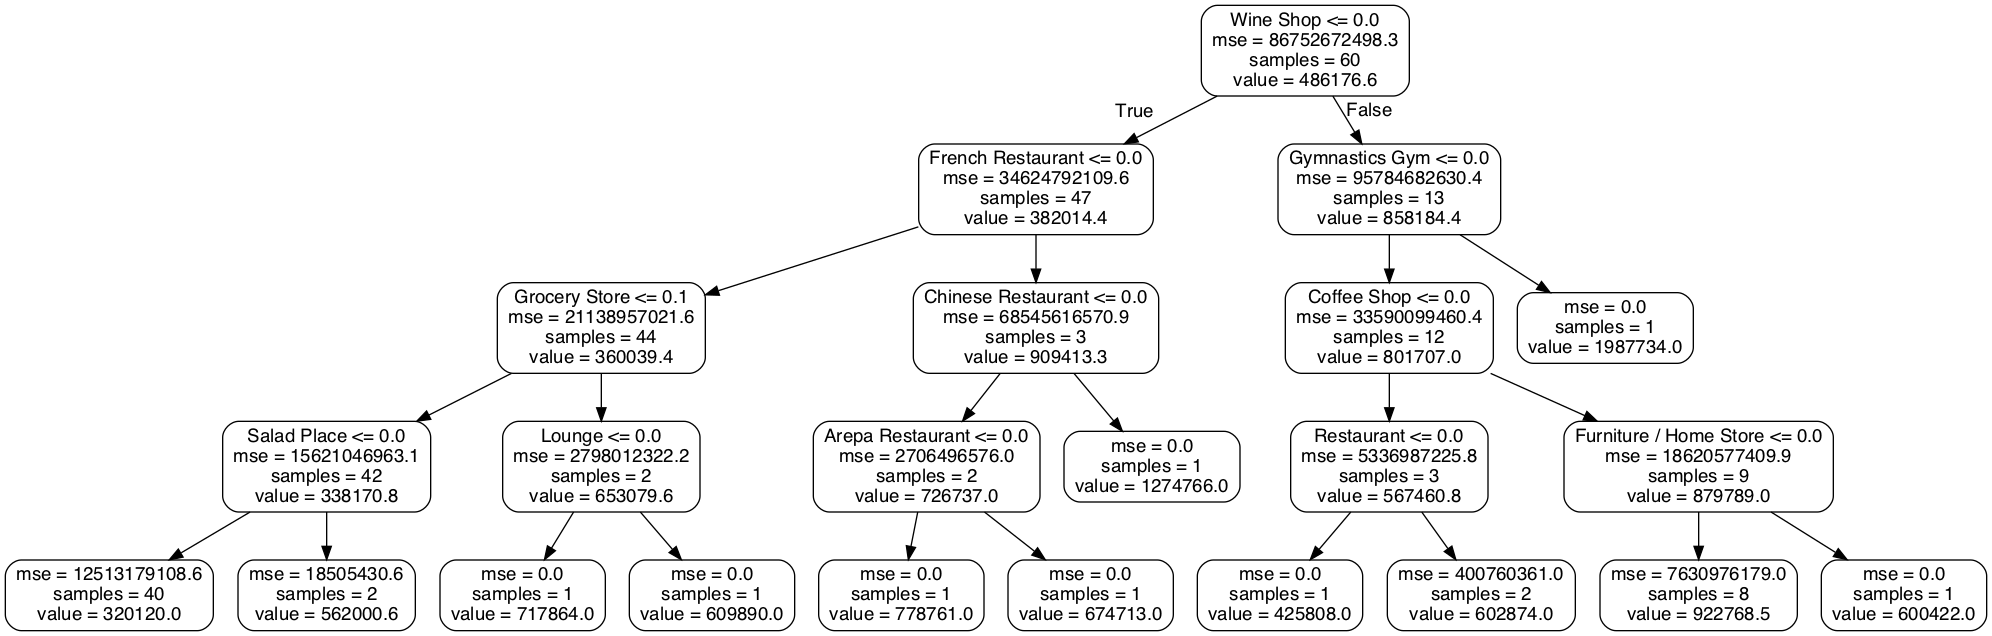 Wine Shop <= 0.0
mse = 86752672498.3
samples = 60
value = 486176.6
True
False
French Restaurant <= 0.0
mse = 34624792109.6
samples = 47
value = 382014.4
Gymnastics Gym <= 0.0
mse = 95784682630.4
samples = 13
value = 858184.4
Grocery Store <= 0.1
mse = 21138957021.6
samples = 44
value = 360039.4
Chinese Restaurant <= 0.0
mse = 68545616570.9
samples = 3
value = 909413.3
Coffee Shop <= 0.0
mse = 33590099460.4
samples = 12
value = 801707.0
mse = 0.0
samples = 1
value = 1987734.0
Salad Place <= 0.0
mse = 15621046963.1
samples = 42
value = 338170.8
Lounge <= 0.0
mse = 2798012322.2
samples = 2
value = 653079.6
Arepa Restaurant <= 0.0
mse = 2706496576.0
samples = 2
value = 726737.0
mse = 0.0
samples = 1
value = 1274766.0
Restaurant <= 0.0
mse = 5336987225.8
samples = 3
value = 567460.8
Furniture / Home Store <= 0.0
mse = 18620577409.9
samples = 9
value = 879789.0
mse = 12513179108.6
samples = 40
value = 320120.0
mse = 18505430.6
samples = 2
value = 562000.6
mse = 0.0
samples = 1
value = 717864.0
mse = 0.0
samples = 1
value = 609890.0
mse = 0.0
samples = 1
value = 778761.0
mse = 0.0
samples = 1
value = 674713.0
mse = 0.0
samples = 1
value = 425808.0
mse = 400760361.0
samples = 2
value = 602874.0
mse = 7630976179.0
samples = 8
value = 922768.5
mse = 0.0
samples = 1
value = 600422.0